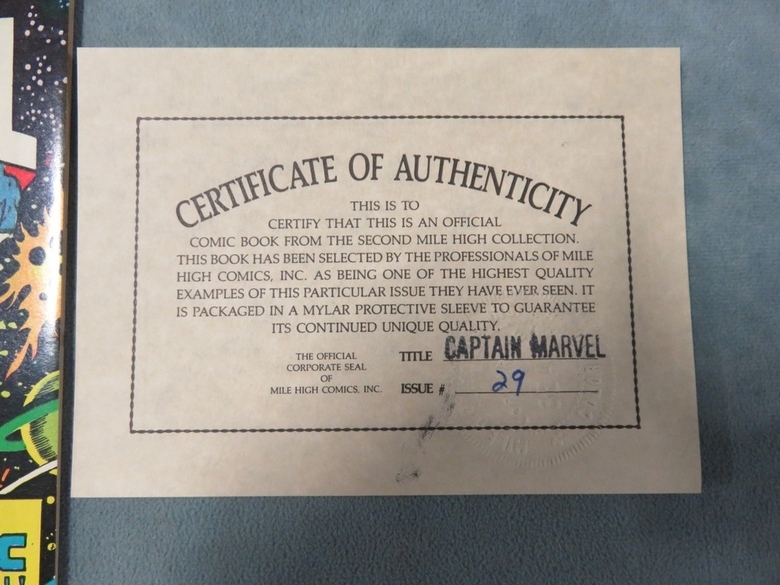 CERTIFICATE OF AUTHENTICITY
THIS IS TO
CERTIFY THAT THIS IS AN OFFICIAL
COMIC BOOK FROM THE SECOND MILE HIGH COLLECTION.
THIS BOOK HAS BEEN SELECTED BY THE PROFESSIONALS OF MILE
HIGH COMICS, INC. AS BEING ONE OF THE HIGHEST QUALITY
EXAMPLES OF THIS PARTICULAR ISSUE THEY HAVE EVER SEEN. IT
IS PACKAGED IN A MYLAR PROTECTIVE SLEEVE TO GUARANTEE
ITS CONTINUED UNIQUE QUALITY.
THE OFFICIAL
CORPORATE SEAL
OF
MILE HIGH COMICS, INC.
TITLE CAPTAIN MARVEL
ISSUE # 29